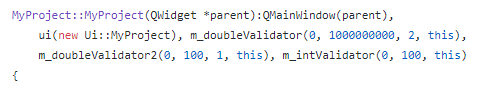 MyProject::MyProject(QWidget *parent):QMainWindow(parent),
ui(new Ui::MyProject), m_doubleValidator(0, 1000000000, 2, this),
m_doubleValidator2(0, 100, 1, this), m_intValidator(0, 100, this)
{